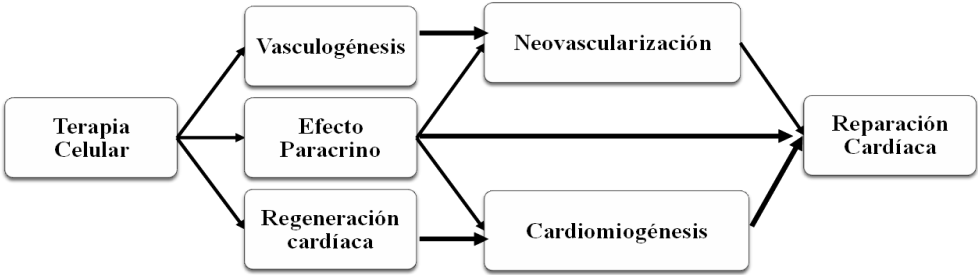 Terapia
Celular
Vasculogénesis
Efecto
Paracrino
Regeneración
cardíaca
Neovascularización
Cardiomiogénesis
Reparación
Cardíaca